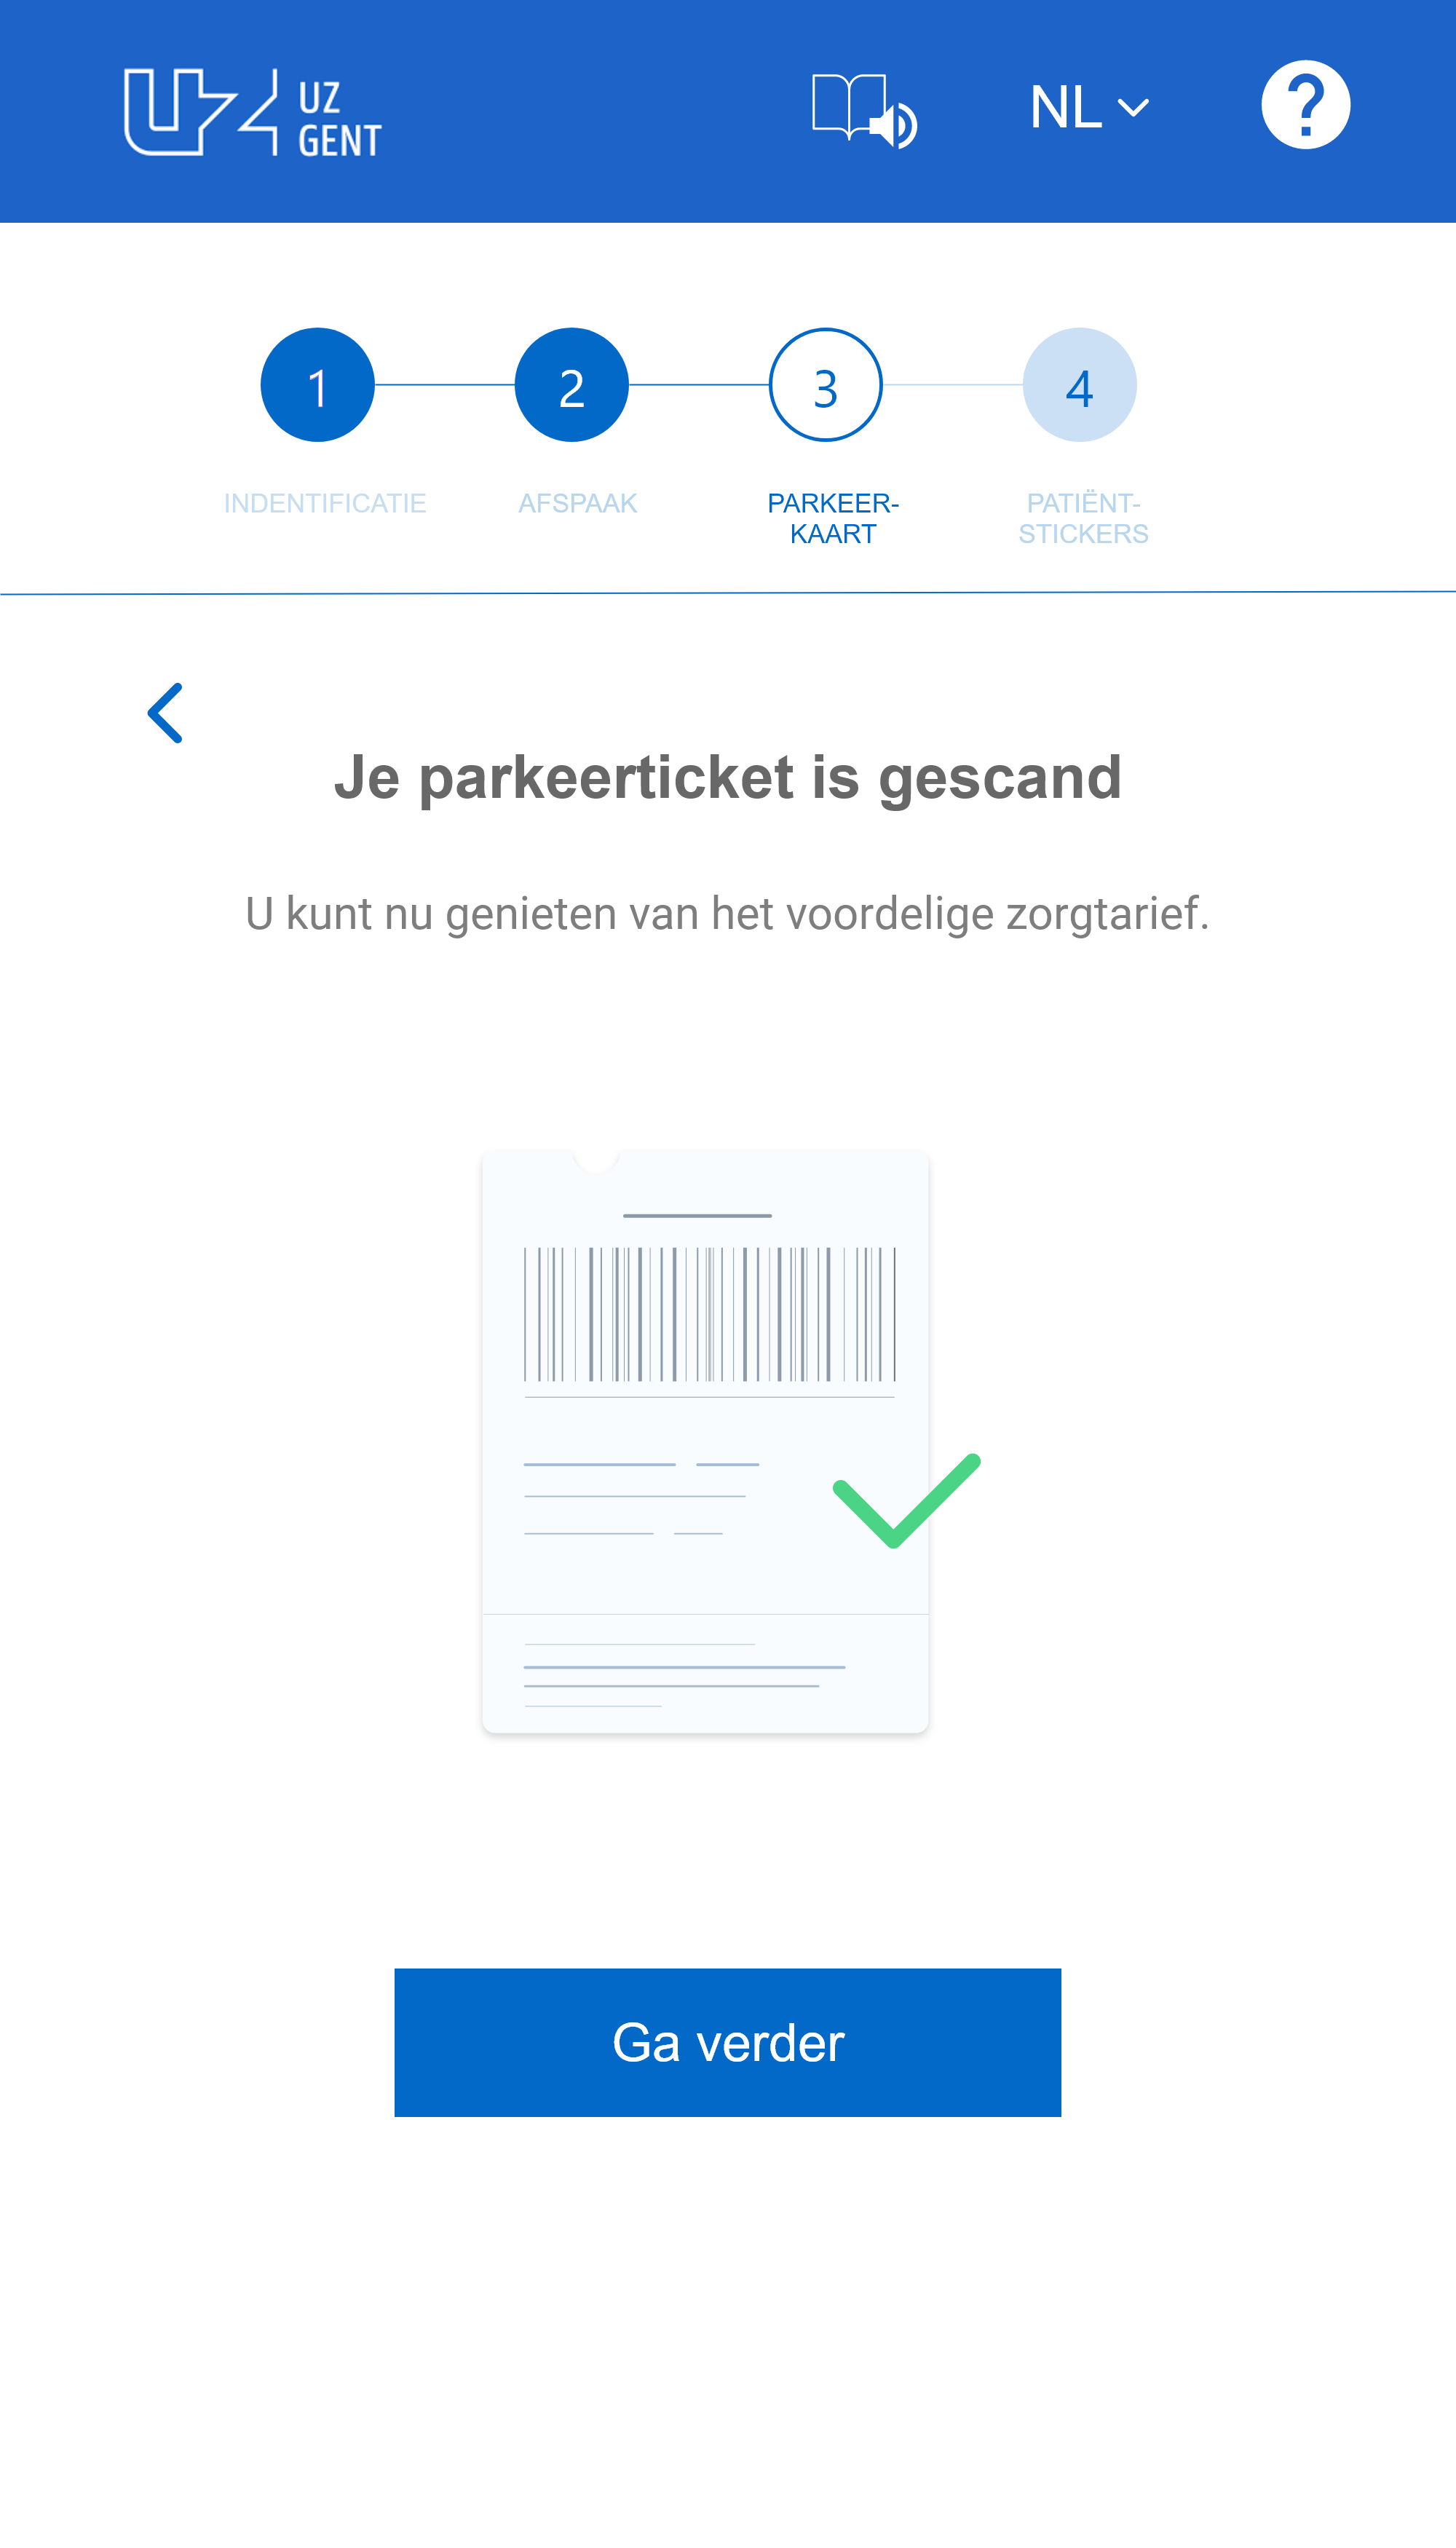 UZ
GENT
NL
?
1
2
3
4
INDENTIFICATIE
AFSPAAK
PARKEER-
KAART
PATIËNT-
STICKERS
Je parkeerticket is gescand
U kunt nu genieten van het voordelige zorgtarief.
Ga verder